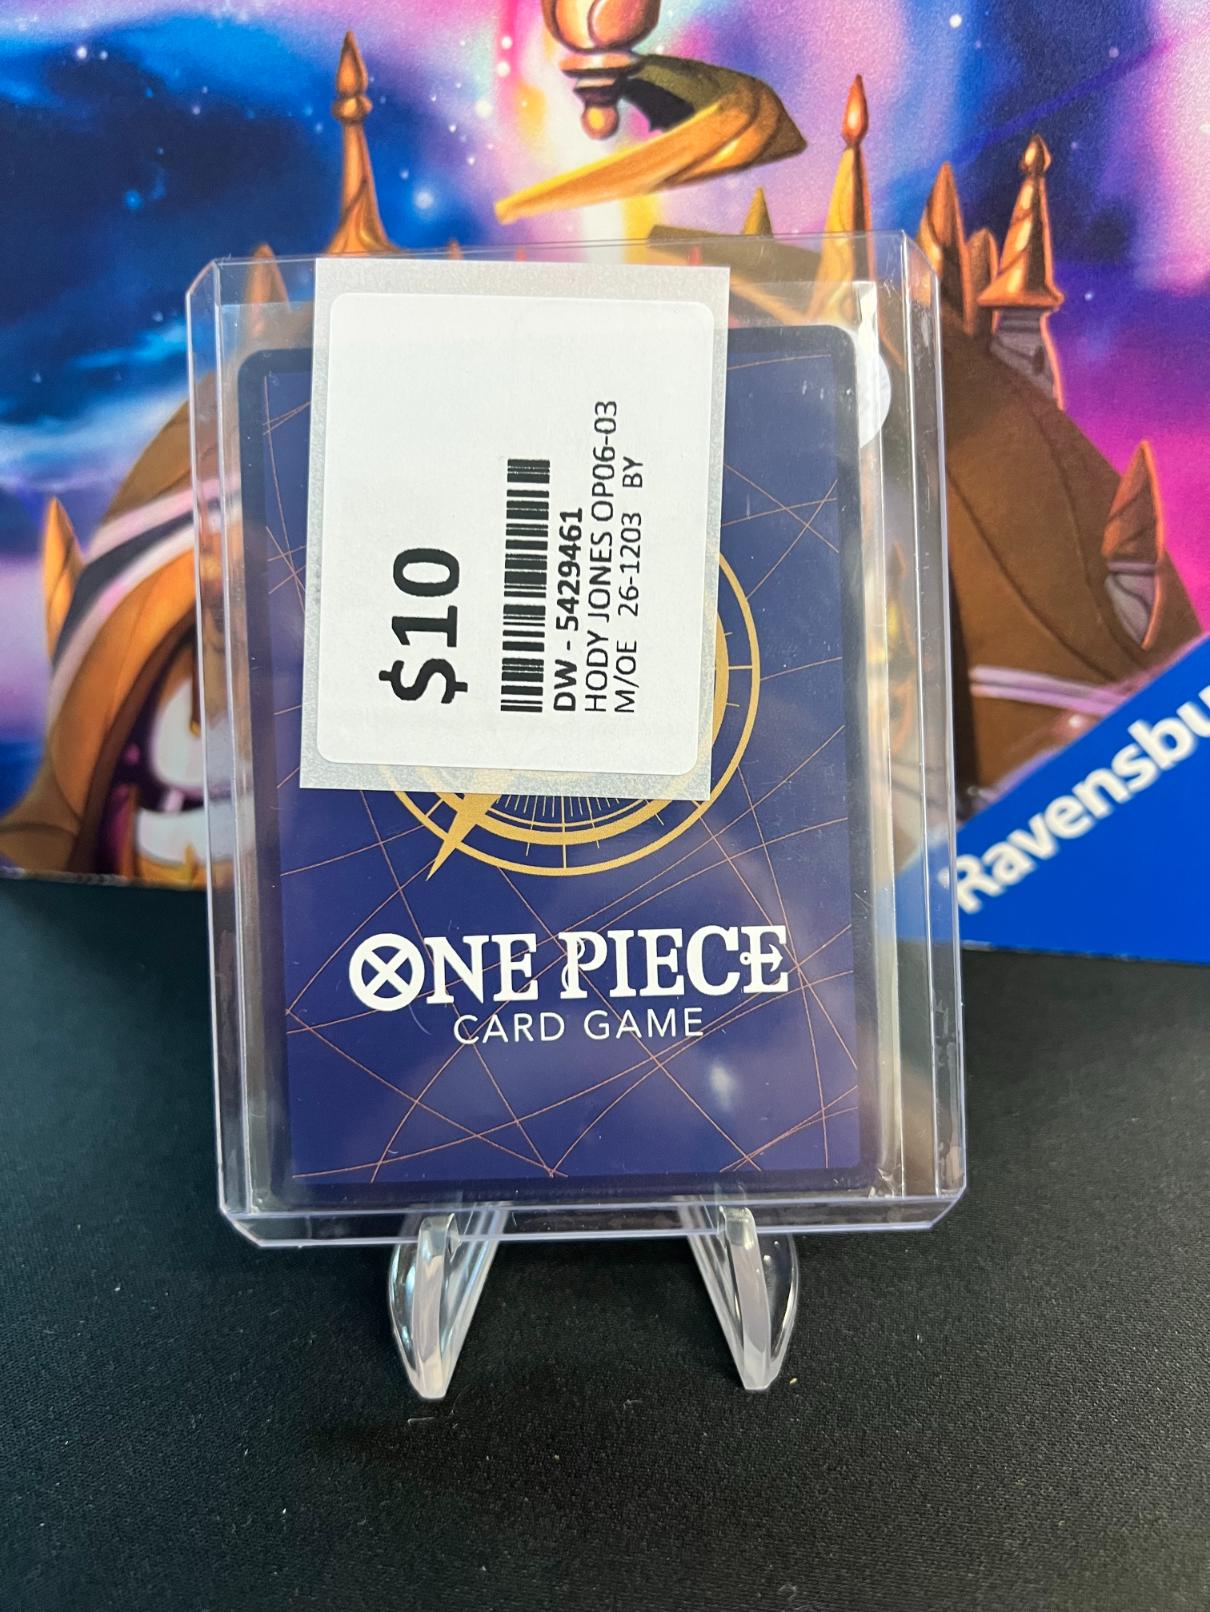 $10
DW - 5429461
HODY JONES OP06-03
M/OE 26-1203 BY
ONE PIECE
CARD GAME
Ravensbu